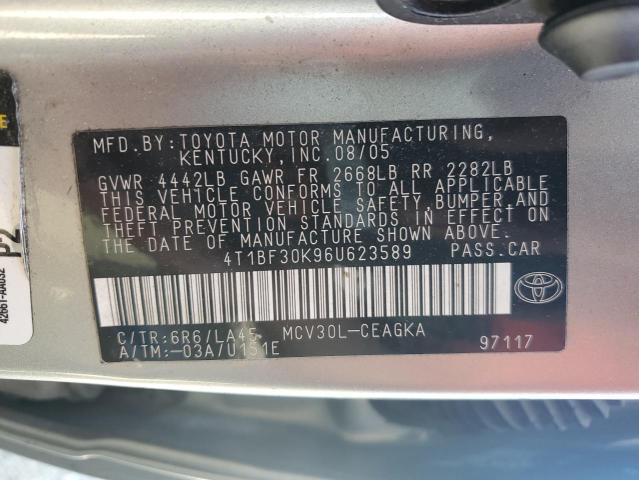 MFD.BY:TOYOTA MOTOR MANUFACTURING,
KENTUCKY,INC.08/05
GVWR 4442LB GAWR FR 2668LB RR 2282LB
THIS VEHICLE CONFORMS TO ALL APPLICABLE
FEDERAL MOTOR VEHICLE SAFETY,BUMPER,AND
THEFT PREVENTION STANDARDS IN EFFECT ON
THE DATE OF MANUFACTURE SHOWN ABOVE.
4T1BF30K96U623589 PASS.CAR
C/TR:6R6/LA45 MCV30L-CEAGKA
A/TM:-03A/U151E 97117
TOYOTA
P2